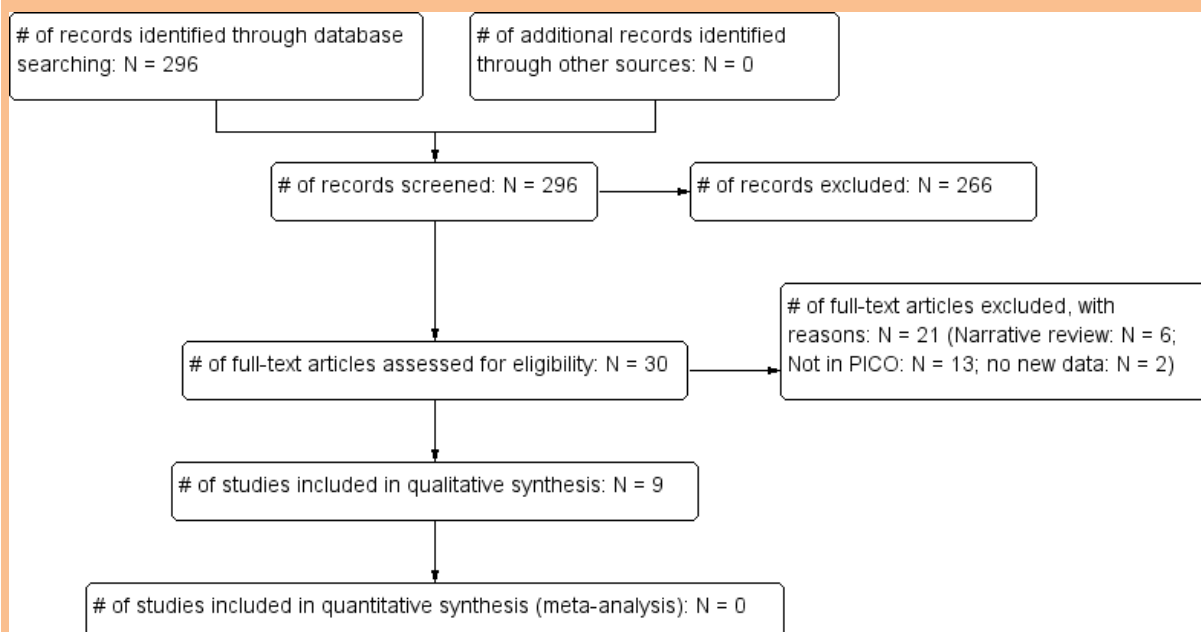 # of records identified through database
searching: N = 296
# of additional records identified
through other sources: N = 0
# of records screened: N = 296
# of records excluded: N = 266
# of full-text articles excluded, with
reasons: N = 21 (Narrative review: N = 6;
Not in PICO: N = 13; no new data: N = 2)
# of full-text articles assessed for eligibility: N = 30
# of studies included in qualitative synthesis: N = 9
# of studies included in quantitative synthesis (meta-analysis): N = 0